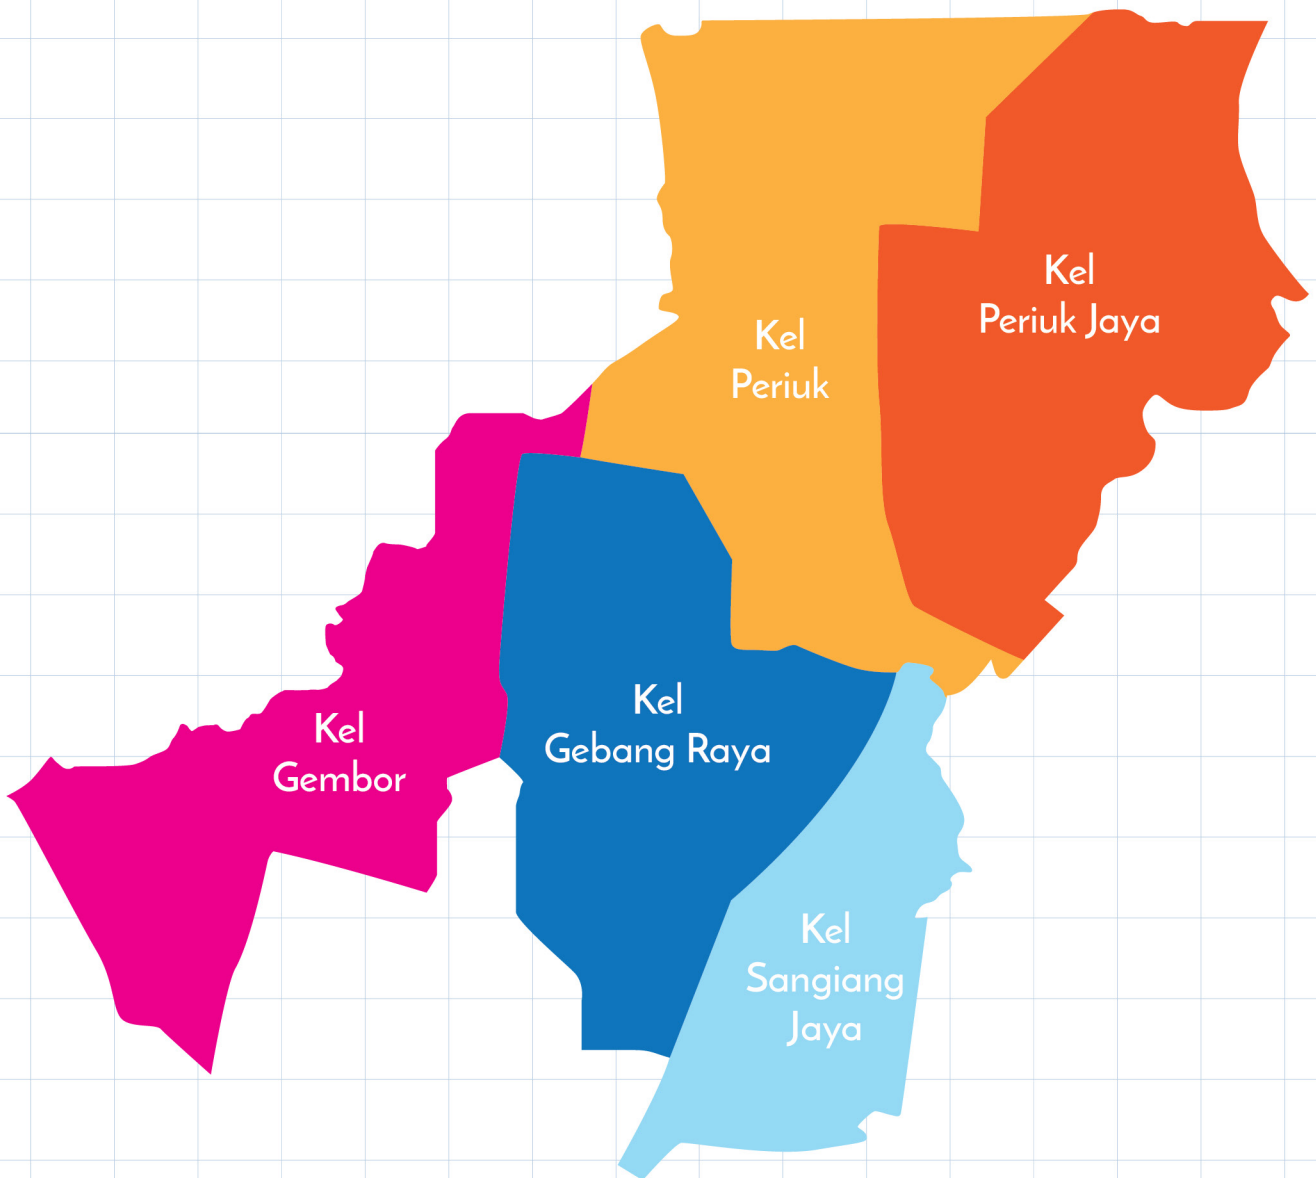 Kel
Periuk Jaya
Kel
Periuk
Kel
Gebang Raya
Kel
Gembor
Kel
Sangiang
Jaya